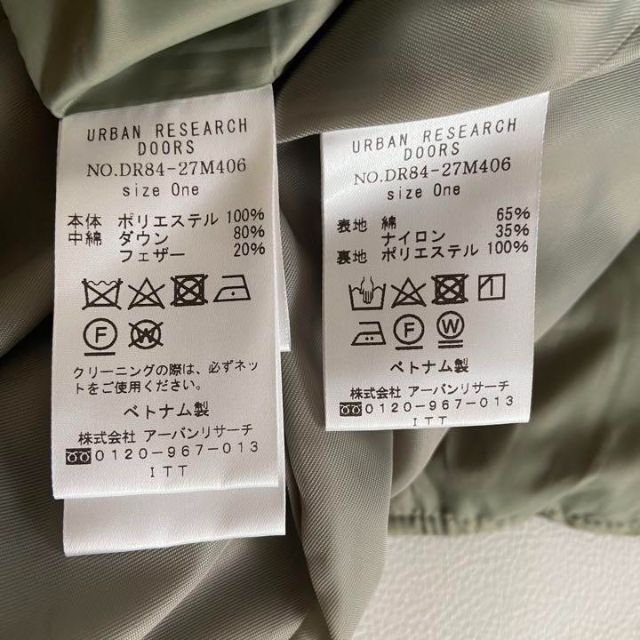 URBAN RESEARCH
DOORS
NO.DR84-27M406
size One
本体 ポリエステル 100%
中綿 ダウン 80%
フェザー 20%
F W
クリーニングの際は、必ずネッ
トをご使用ください。
ベトナム製
株式会社 アーバンリサーチ
0120-967-013
ITT
URBAN RESEARCH
DOORS
NO.DR84-27M406
size One
表地 綿 65%
ナイロン 35%
裏地 ポリエステル 100%
F W
ベトナム製
株式会社 アーバンリサーチ
0120-967-013
ITT